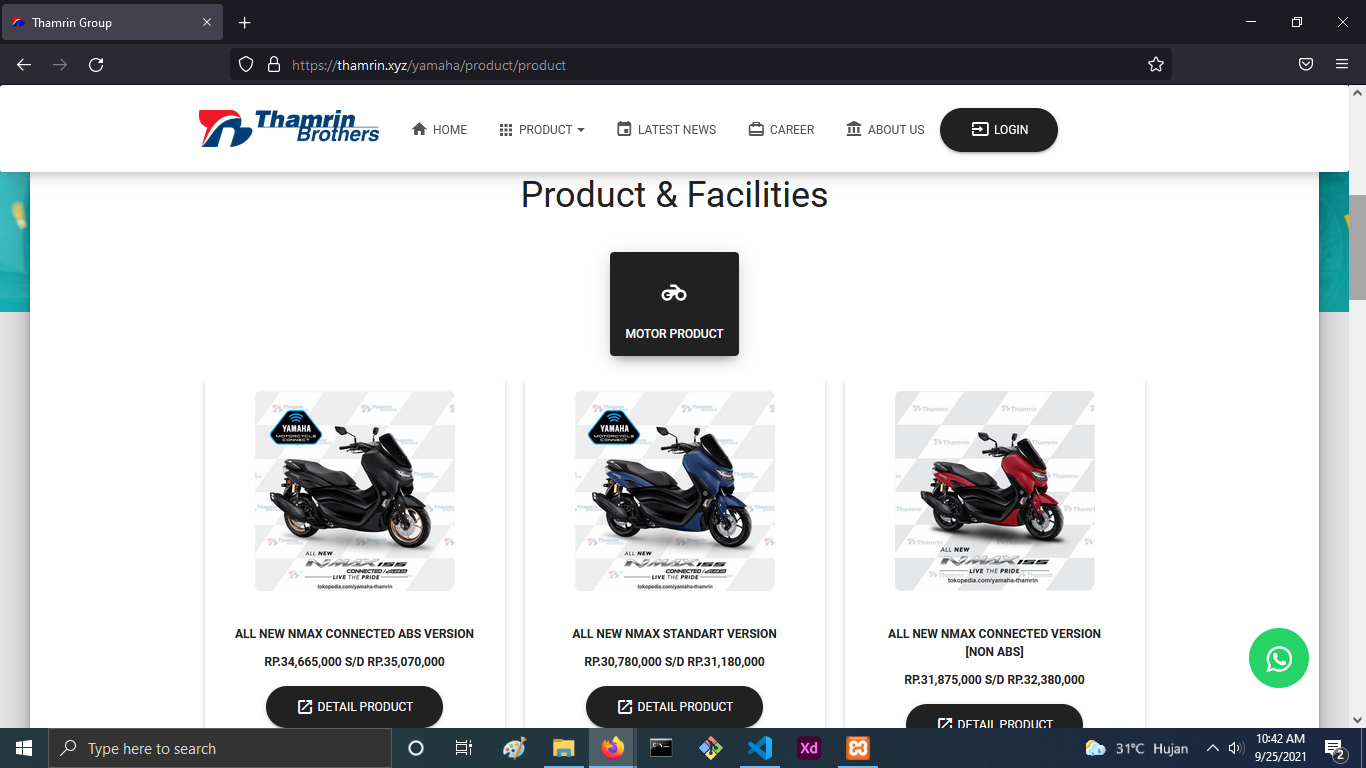 Thamrin Group
https://thamrin.xyz/yamaha/product/product
Thamrin
Brothers
HOME
PRODUCT
LATEST NEWS
CAREER
ABOUT US
LOGIN
Product & Facilities
MOTOR PRODUCT
YAMAHA
MOTORCYCLE
CONNECT
ALL NEW
NMAX 155
CONNECTED/ABS
LIVE THE PRIDE
tokopedia.com/yamaha-thamrin
YAMAHA
MOTORCYCLE
CONNECT
ALL NEW
NMAX 155
CONNECTED/ABS
LIVE THE PRIDE
tokopedia.com/yamaha-thamrin
Thamrin
ALL NEW
NMAX 155
LIVE THE PRIDE
tokopedia.com/yamaha-thamrin
ALL NEW NMAX CONNECTED ABS VERSION
RP.34,665,000 S/D RP.35,070,000
DETAIL PRODUCT
ALL NEW NMAX STANDART VERSION
RP.30,780,000 S/D RP.31,180,000
DETAIL PRODUCT
ALL NEW NMAX CONNECTED VERSION
[NON ABS]
RP.31,875,000 S/D RP.32,380,000
DETAIL PRODUCT
Type here to search
Xd
31°C Hujan
10:42 AM
9/25/2021
2